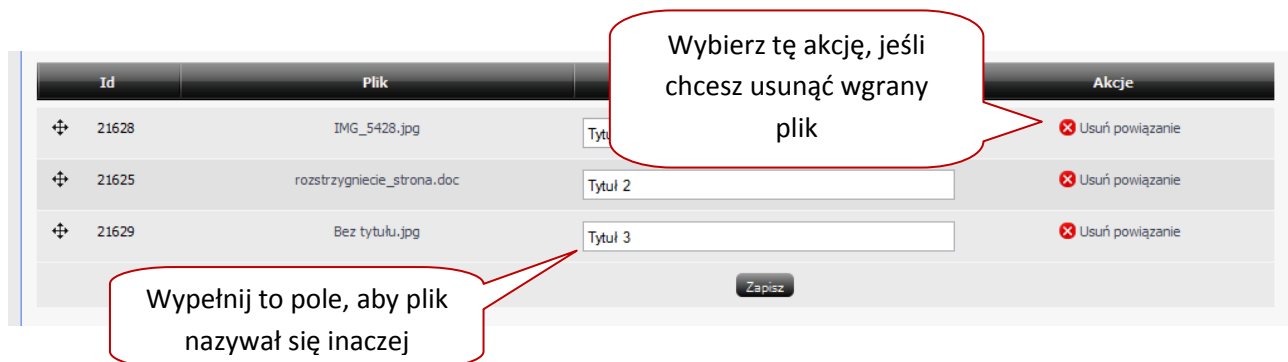 Wybierz tę akcję, jeśli
chcesz usunąć wgrany
plik
Id Plik Akcje
21628 IMG_5428.jpg Usuń powiązanie
21625 rozstrzygniecie_strona.doc Tytuł 2 Usuń powiązanie
21629 Bez tytułu.jpg Tytuł 3 Usuń powiązanie
Zapisz
Wypełnij to pole, aby plik
nazywał się inaczej